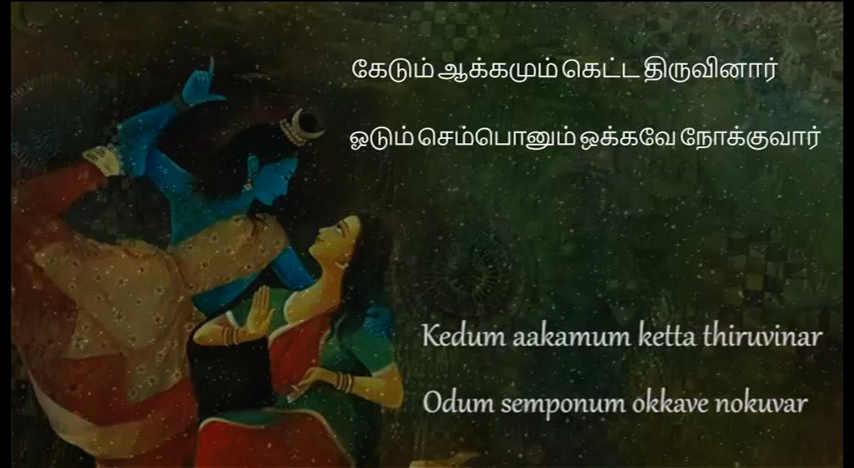 கேடும் ஆக்கமும் கெட்ட திருவினார்
ஓடும் செம்பொனும் ஒக்கவே நோக்குவார்
Kedum aakamum ketta thiruvinar
Odum semponum okkave nokuvar